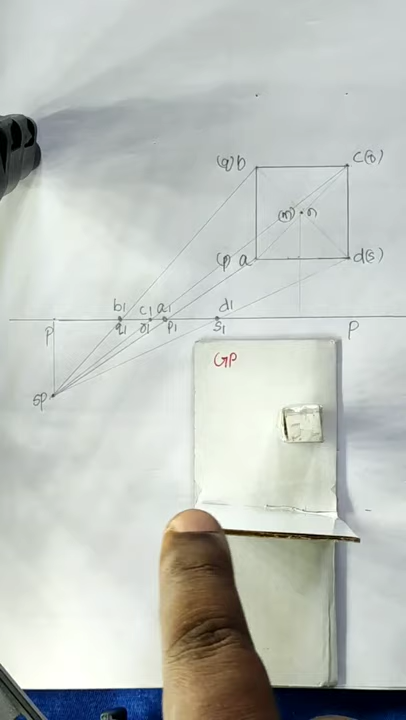 (q) b
c (r)
(m) n
(p) a
d(s)
b1 c1 a1 d1
q1 r1 p1 s1
P P
SP
GP